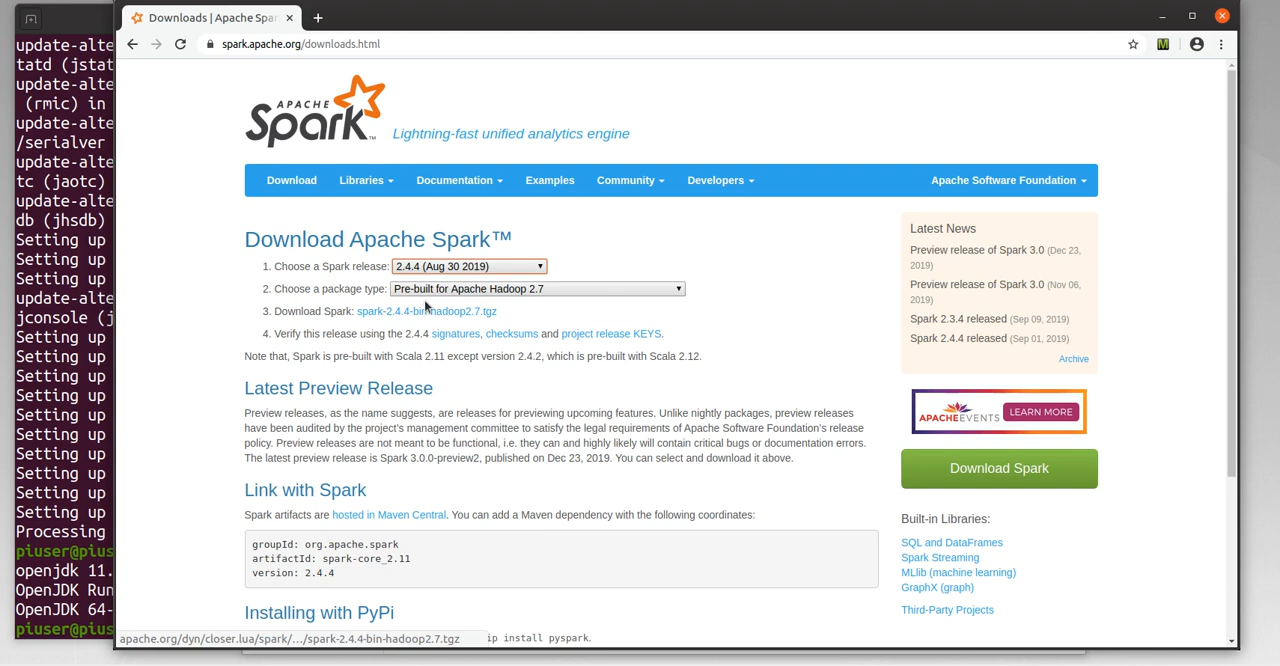 Downloads | Apache Spar
spark.apache.org/downloads.html
update-alte
tatd (jstat
update-alte
(rmic) in
update-alte
/serialver
update-alte
tc (jaotc)
update-alte
db (jhsdb)
Setting up
Setting up
Setting up
update-alte
jconsole (j
Setting up
Setting up
Setting up
Setting up
Setting up
Setting up
Setting up
Setting up
Setting up
Setting up
Processing
piuser@pius
openjdk 11.
OpenJDK Run
OpenJDK 64-
piuser@pius
APACHE
Spark™
Lightning-fast unified analytics engine
Download Libraries Documentation Examples Community Developers Apache Software Foundation
Download Apache Spark™
1. Choose a Spark release: 2.4.4 (Aug 30 2019)
2. Choose a package type: Pre-built for Apache Hadoop 2.7
3. Download Spark: spark-2.4.4-bin-hadoop2.7.tgz
4. Verify this release using the 2.4.4 signatures, checksums and project release KEYS.
Note that, Spark is pre-built with Scala 2.11 except version 2.4.2, which is pre-built with Scala 2.12.
Latest Preview Release
Preview releases, as the name suggests, are releases for previewing upcoming features. Unlike nightly packages, preview releases
have been audited by the project's management committee to satisfy the legal requirements of Apache Software Foundation's release
policy. Preview releases are not meant to be functional, i.e. they can and highly likely will contain critical bugs or documentation errors.
The latest preview release is Spark 3.0.0-preview2, published on Dec 23, 2019. You can select and download it above.
Link with Spark
Spark artifacts are hosted in Maven Central. You can add a Maven dependency with the following coordinates:
groupId: org.apache.spark
artifactId: spark-core_2.11
version: 2.4.4
Installing with PyPi
ip install pyspark.
apache.org/dyn/closer.lua/spark/…/spark-2.4.4-bin-hadoop2.7.tgz
Latest News
Preview release of Spark 3.0 (Dec 23,
2019)
Preview release of Spark 3.0 (Nov 06,
2019)
Spark 2.3.4 released (Sep 09, 2019)
Spark 2.4.4 released (Sep 01, 2019)
Archive
APACHEEVENTS LEARN MORE
Download Spark
Built-in Libraries:
SQL and DataFrames
Spark Streaming
MLlib (machine learning)
GraphX (graph)
Third-Party Projects